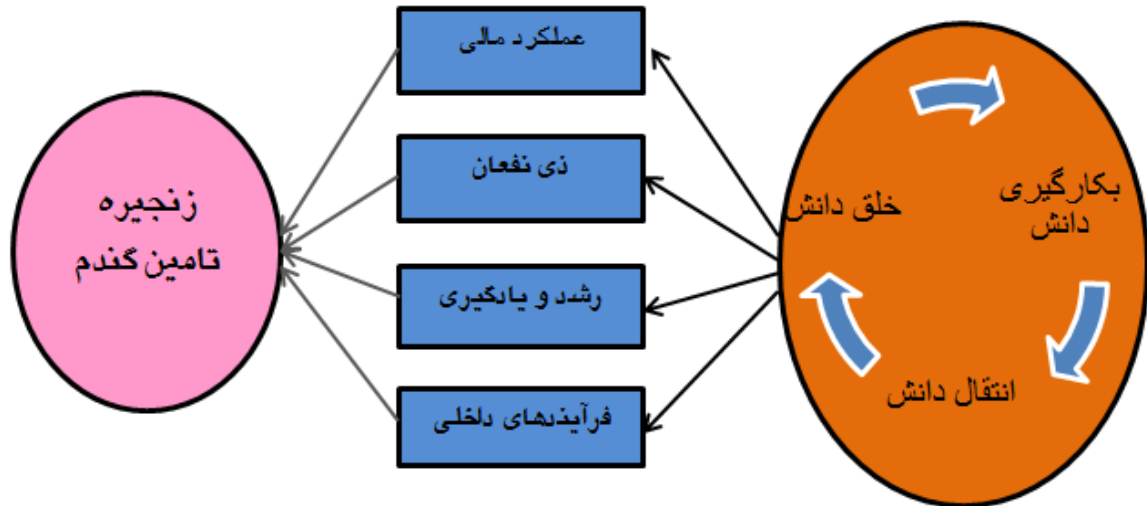 عملکرد مالی
ذی نفعان
رشد و یادگیری
فرآیندهای داخلی
زنجیره
تامین گندم
خلق دانش
بکارگیری
دانش
انتقال دانش